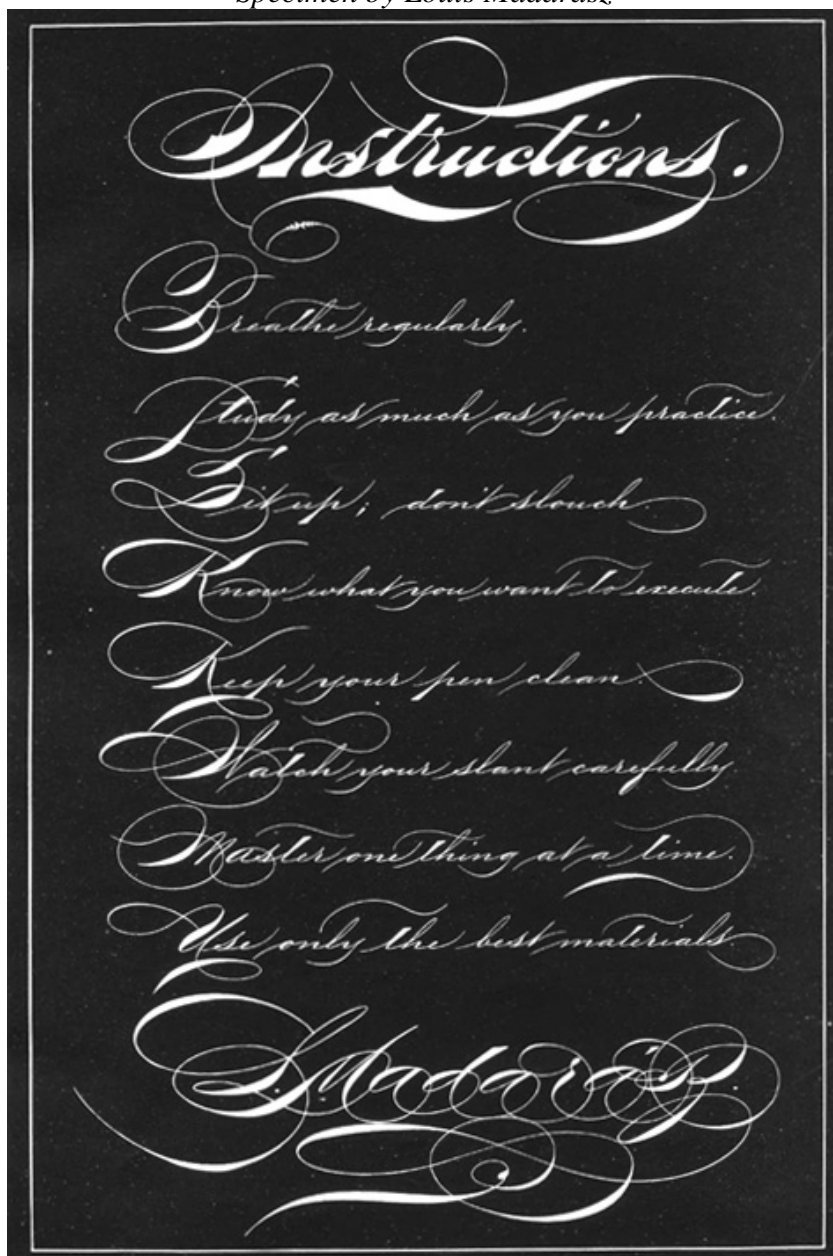 Specimen by Louis Madarasz
Instructions.
Breathe regularly.
Study as much as you practice.
Sit up; don't slouch
Know what you want to execute.
Keep your pen clean.
Watch your slant carefully
Master one thing at a time.
Use only the best materials.
L. Madarász.